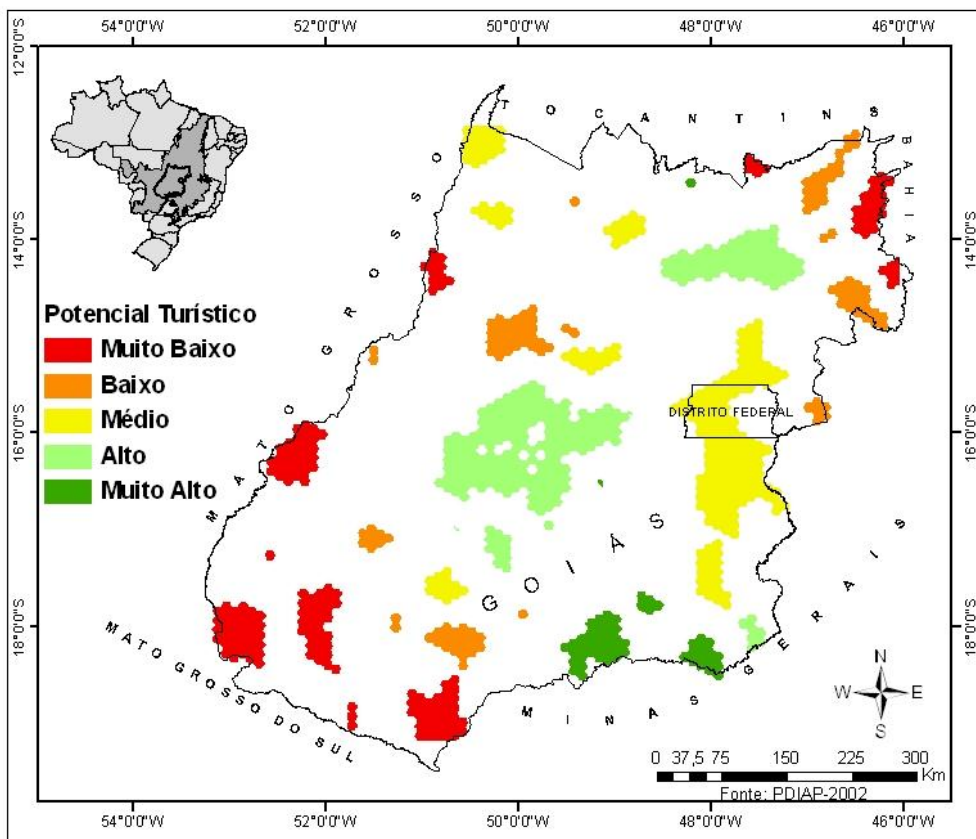 54°0'0"W 52°0'0"W 50°0'0"W 48°0'0"W 46°0'0"W
12°0'0"S
12°0'0"S
TOCANTINS
BAHIA
MATO GROSSO
14°0'0"S
14°0'0"S
Potencial Turístico
Muito Baixo
Baixo
Médio
Alto
Muito Alto
DISTRITO FEDERAL
16°0'0"S
16°0'0"S
GOIÁS
18°0'0"S
18°0'0"S
MATO GROSSO DO SUL
MINAS GERAIS
N
W E
S
0 37,5 75 150 225 300
Km
Fonte: PDIAP-2002
54°0'0"W 52°0'0"W 50°0'0"W 48°0'0"W 46°0'0"W